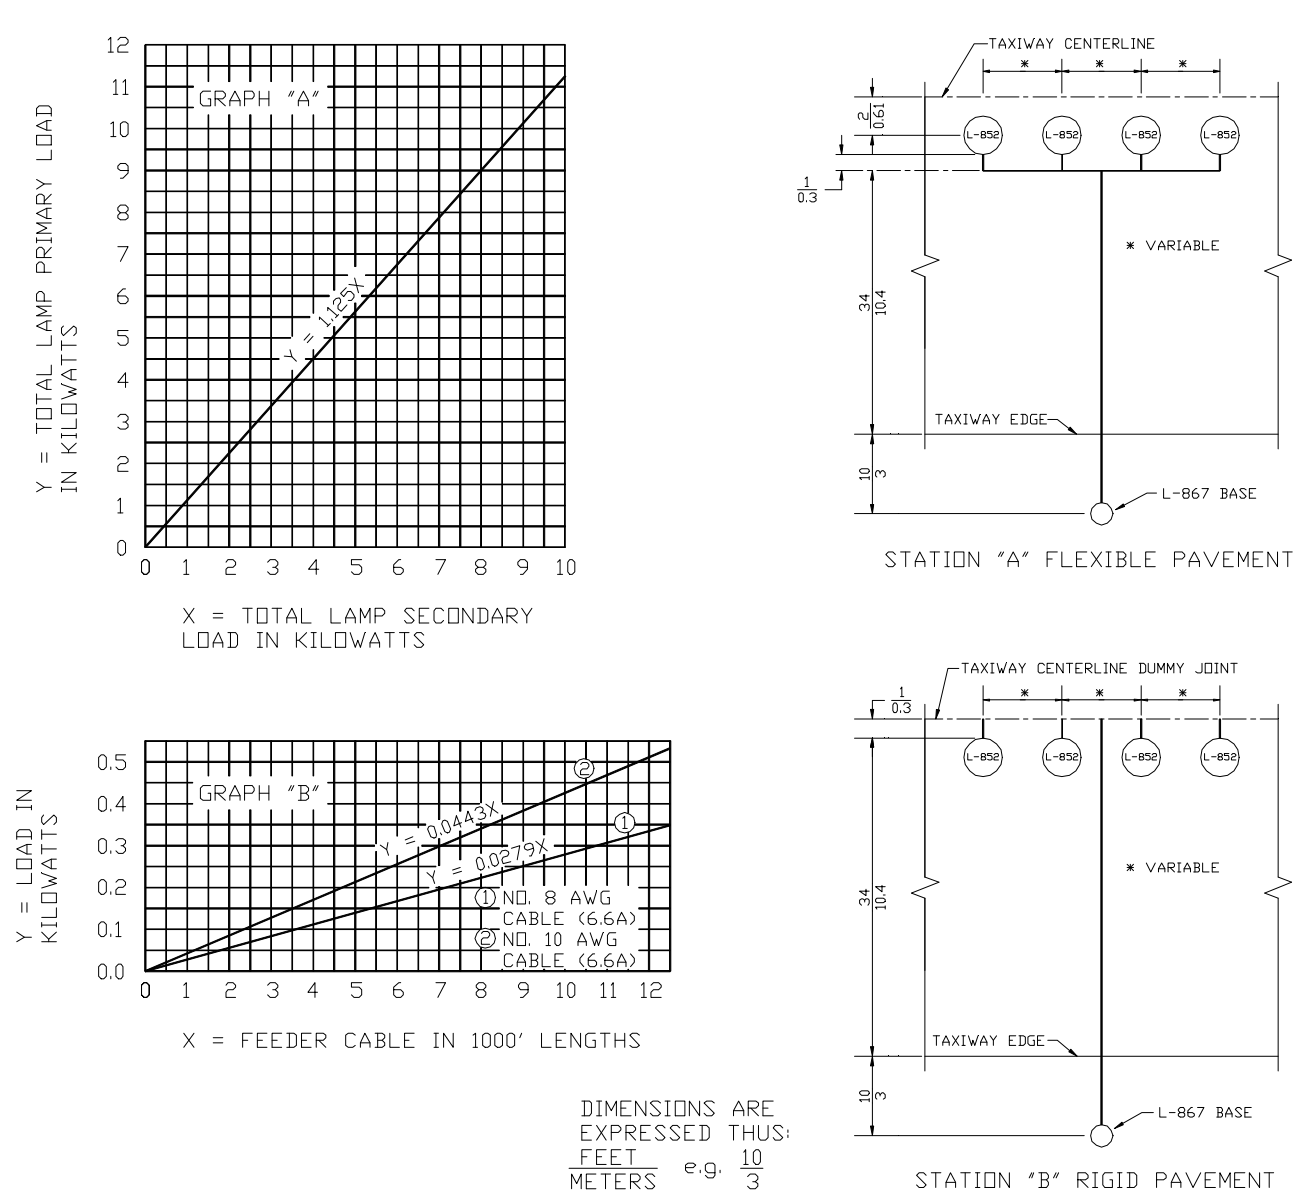 12
11
10
9
8
7
6
5
4
3
2
1
0
GRAPH "A"
Y = 1.125X
Y = TOTAL LAMP PRIMARY LOAD
IN KILOWATTS
0 1 2 3 4 5 6 7 8 9 10
X = TOTAL LAMP SECONDARY
LOAD IN KILOWATTS
0.5
0.4
0.3
0.2
0.1
0.0
GRAPH "B"
2
1
Y = 0.0443X
Y = 0.0279X
1 NO. 8 AWG
CABLE (6.6A)
2 NO. 10 AWG
CABLE (6.6A)
Y = LOAD IN
KILOWATTS
0 1 2 3 4 5 6 7 8 9 10 11 12
X = FEEDER CABLE IN 1000' LENGTHS
DIMENSIONS ARE
EXPRESSED THUS:
FEET
METERS
e.g.
10
3
TAXIWAY CENTERLINE
* * *
2
0.61
L-852 L-852 L-852 L-852
1
0.3
* VARIABLE
34
10.4
TAXIWAY EDGE
10
3
L-867 BASE
STATION "A" FLEXIBLE PAVEMENT
TAXIWAY CENTERLINE DUMMY JOINT
1
0.3
* * *
L-852 L-852 L-852 L-852
* VARIABLE
34
10.4
TAXIWAY EDGE
10
3
L-867 BASE
STATION "B" RIGID PAVEMENT